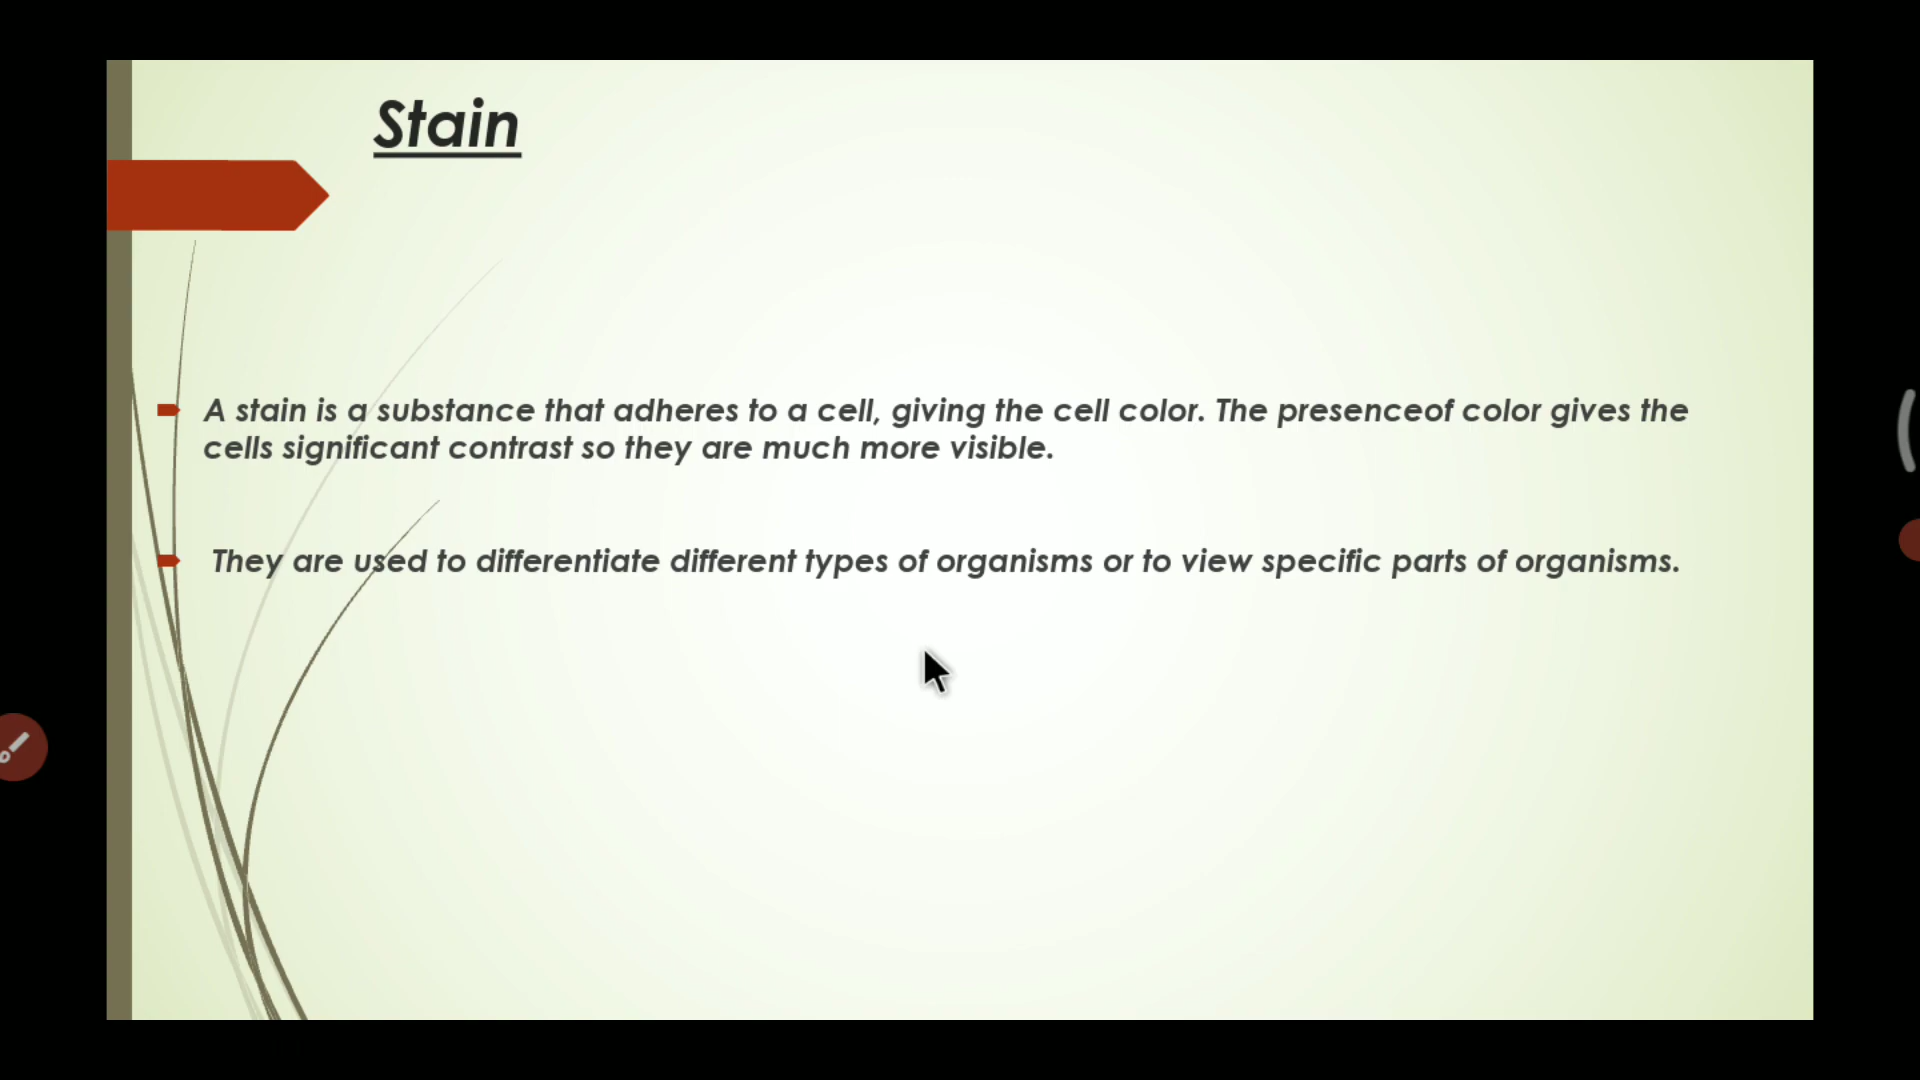 Stain
A stain is a substance that adheres to a cell, giving the cell color. The presenceof color gives the
cells significant contrast so they are much more visible.
They are used to differentiate different types of organisms or to view specific parts of organisms.